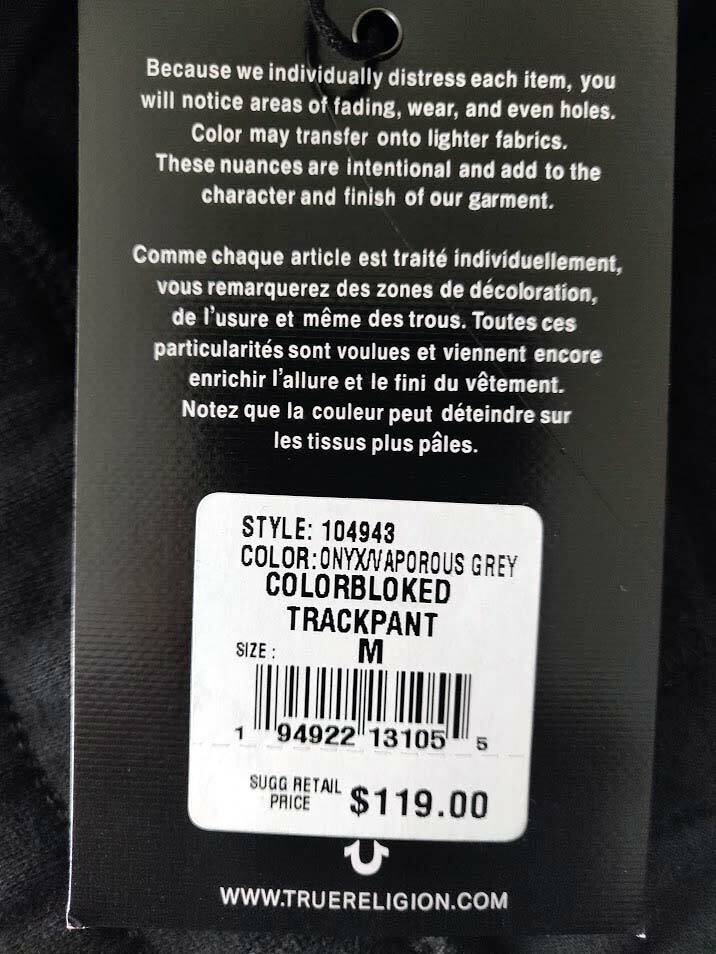 Because we individually distress each item, you
will notice areas of fading, wear, and even holes.
Color may transfer onto lighter fabrics.
These nuances are intentional and add to the
character and finish of our garment.
Comme chaque article est traité individuellement,
vous remarquerez des zones de décoloration,
de l'usure et même des trous. Toutes ces
particularités sont voulues et viennent encore
enrichir l'allure et le fini du vêtement.
Notez que la couleur peut déteindre sur
les tissus plus pâles.
STYLE: 104943
COLOR:ONYX/VAPOROUS GREY
COLORBLOKED
TRACKPANT
SIZE: M
1 94922 13105 5
SUGG RETAIL
PRICE $119.00
WWW.TRUERELIGION.COM